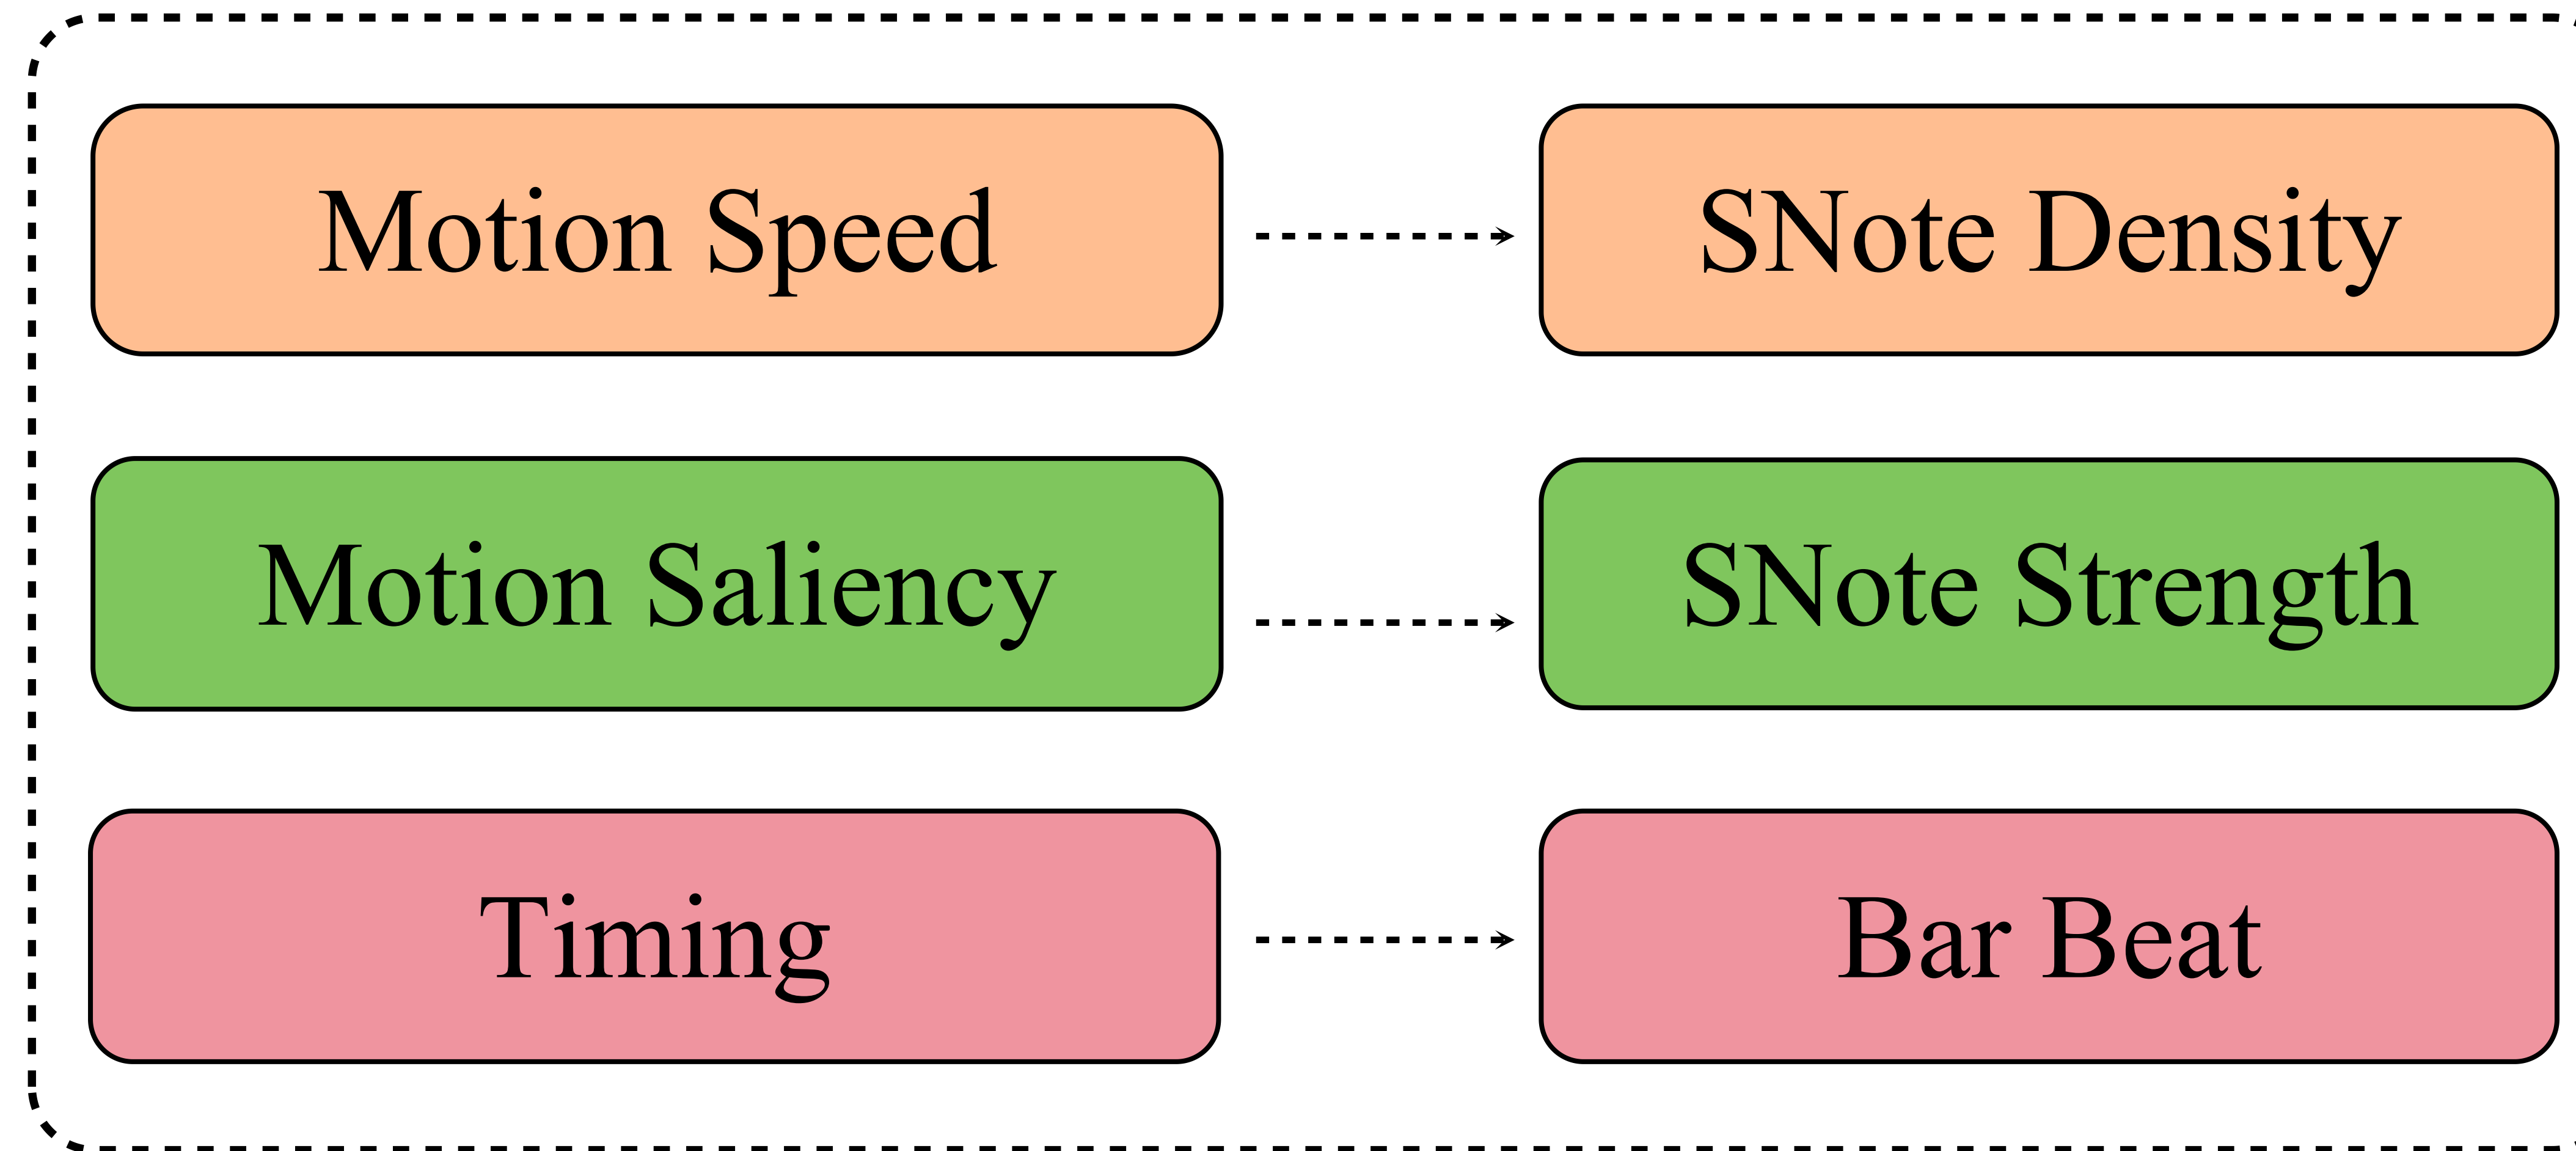 Motion Speed
SNote Density
Motion Saliency
SNote Strength
Timing
Bar Beat